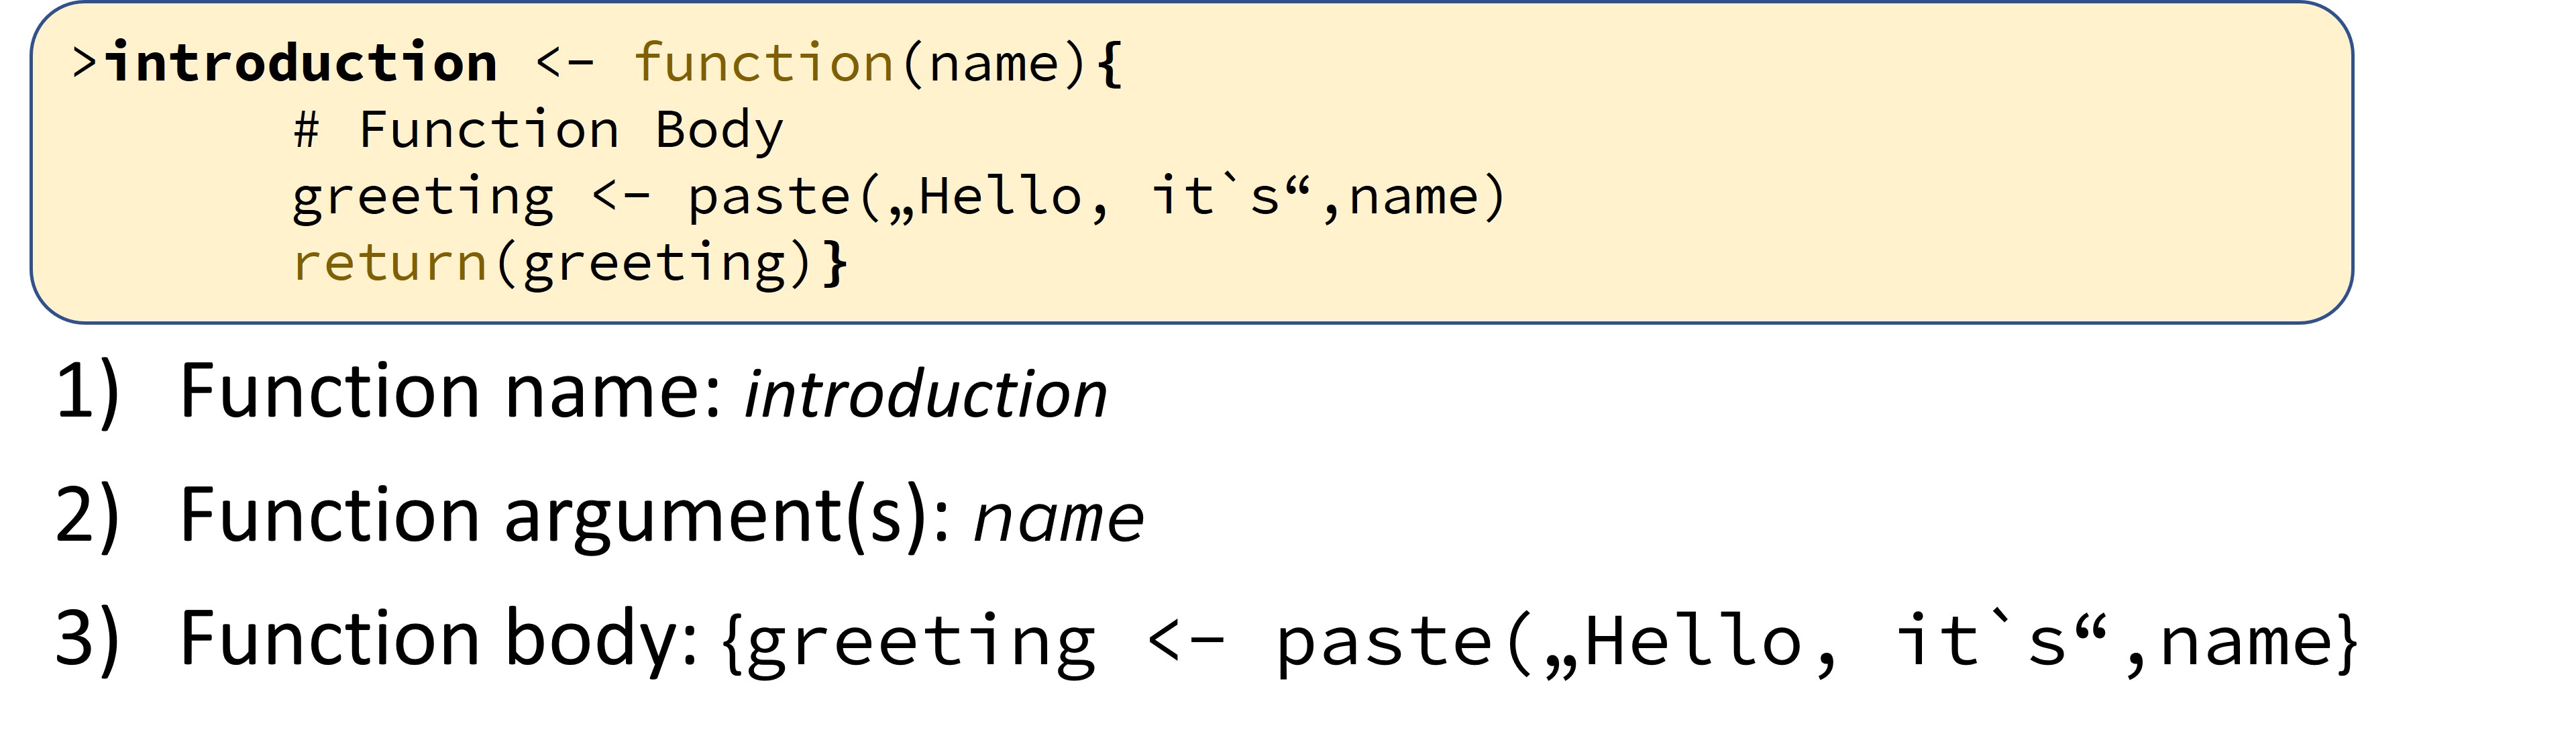 >introduction <- function(name){
# Function Body
greeting <- paste(„Hello, it`s“,name)
return(greeting)}
1) Function name: introduction
2) Function argument(s): name
3) Function body: {greeting <- paste(„Hello, it`s“,name}